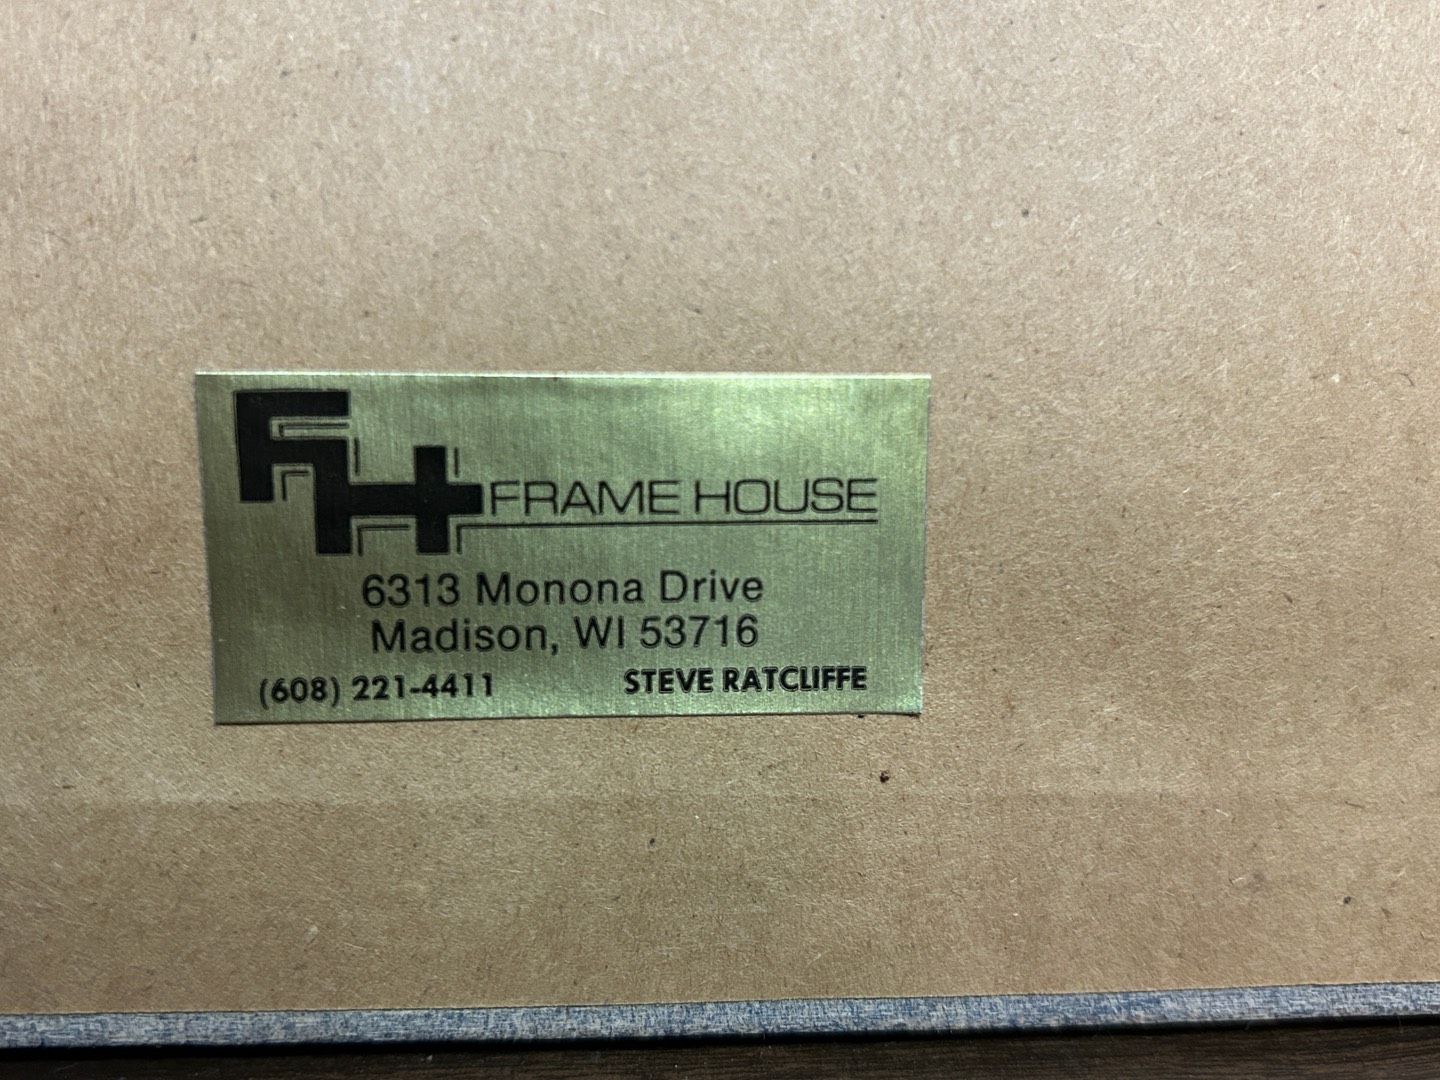 FH FRAME HOUSE
6313 Monona Drive
Madison, WI 53716
(608) 221-4411 STEVE RATCLIFFE